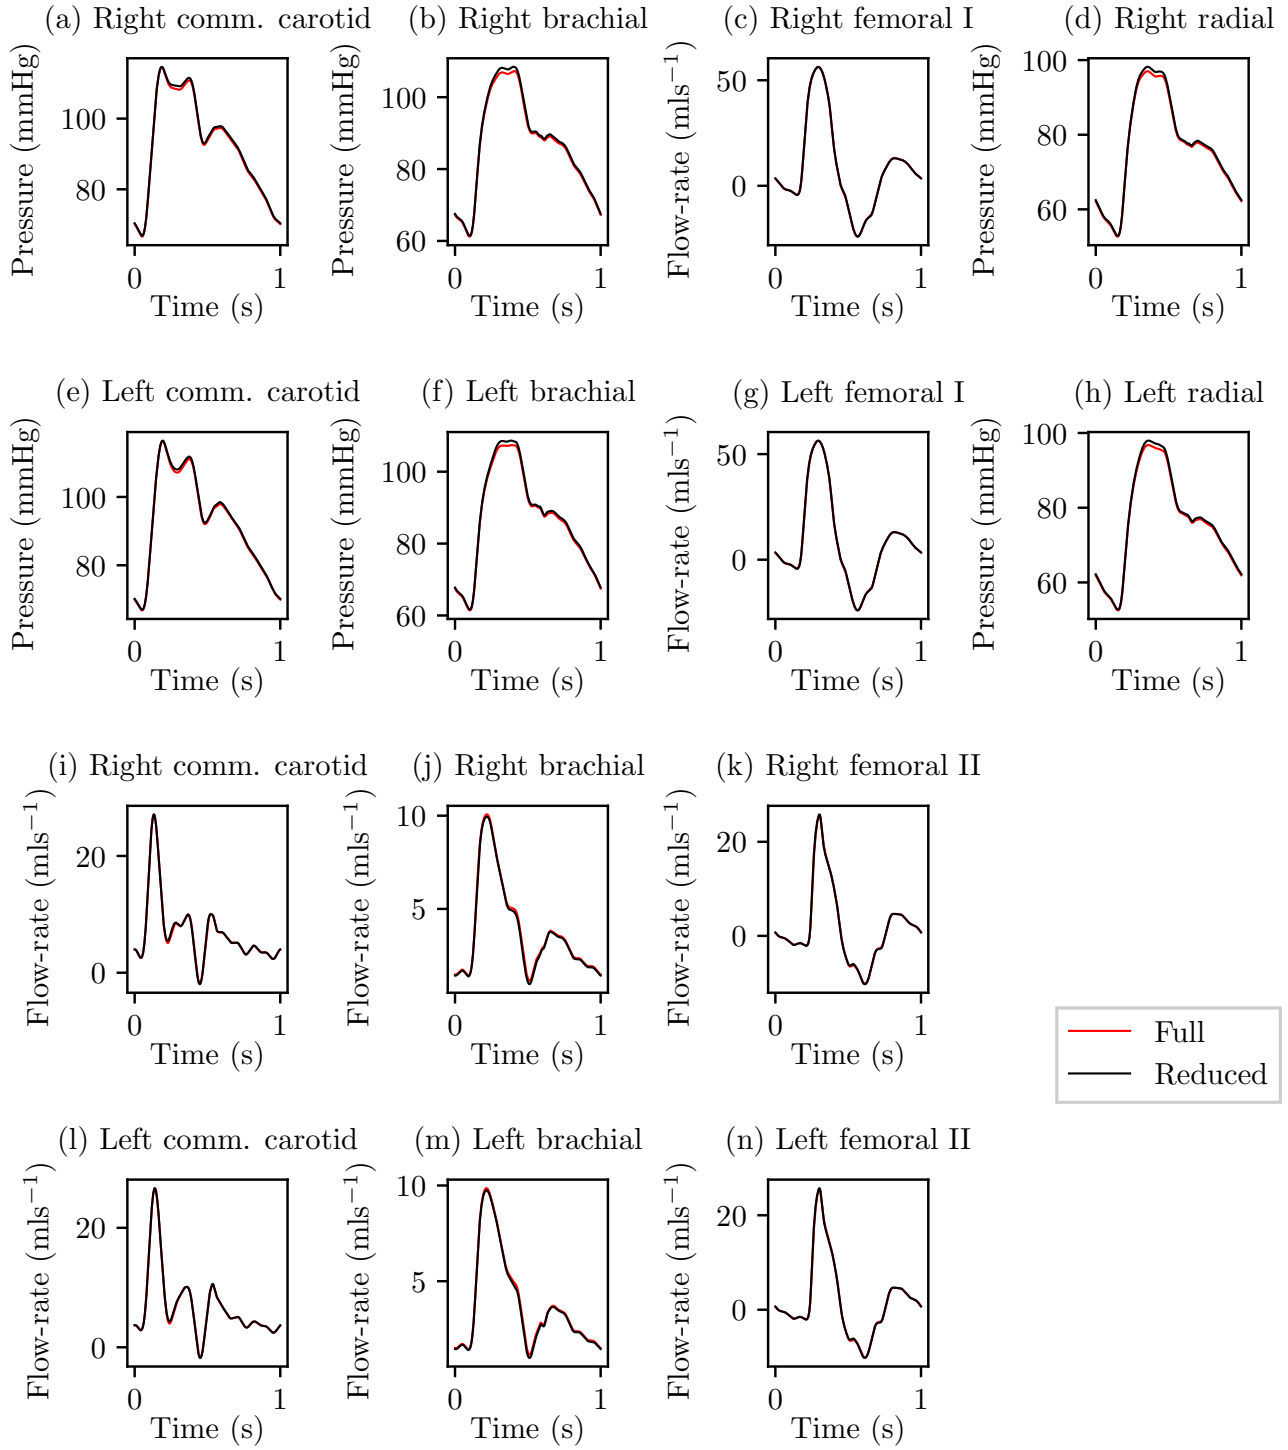 (a) Right comm. carotid
Pressure (mmHg)
100
80
0
1
Time (s)
(b) Right brachial
Pressure (mmHg)
100
80
60
0
1
Time (s)
(c) Right femoral I
Flow-rate (mls⁻¹)
50
0
0
1
Time (s)
(d) Right radial
Pressure (mmHg)
100
80
60
0
1
Time (s)
(e) Left comm. carotid
Pressure (mmHg)
100
80
0
1
Time (s)
(f) Left brachial
Pressure (mmHg)
100
80
60
0
1
Time (s)
(g) Left femoral I
Flow-rate (mls⁻¹)
50
0
0
1
Time (s)
(h) Left radial
Pressure (mmHg)
100
80
60
0
1
Time (s)
(i) Right comm. carotid
Flow-rate (mls⁻¹)
20
0
0
1
Time (s)
(j) Right brachial
Flow-rate (mls⁻¹)
10
5
0
1
Time (s)
(k) Right femoral II
Flow-rate (mls⁻¹)
20
0
0
1
Time (s)
Full
Reduced
(l) Left comm. carotid
Flow-rate (mls⁻¹)
20
0
0
1
Time (s)
(m) Left brachial
Flow-rate (mls⁻¹)
10
5
0
1
Time (s)
(n) Left femoral II
Flow-rate (mls⁻¹)
20
0
0
1
Time (s)